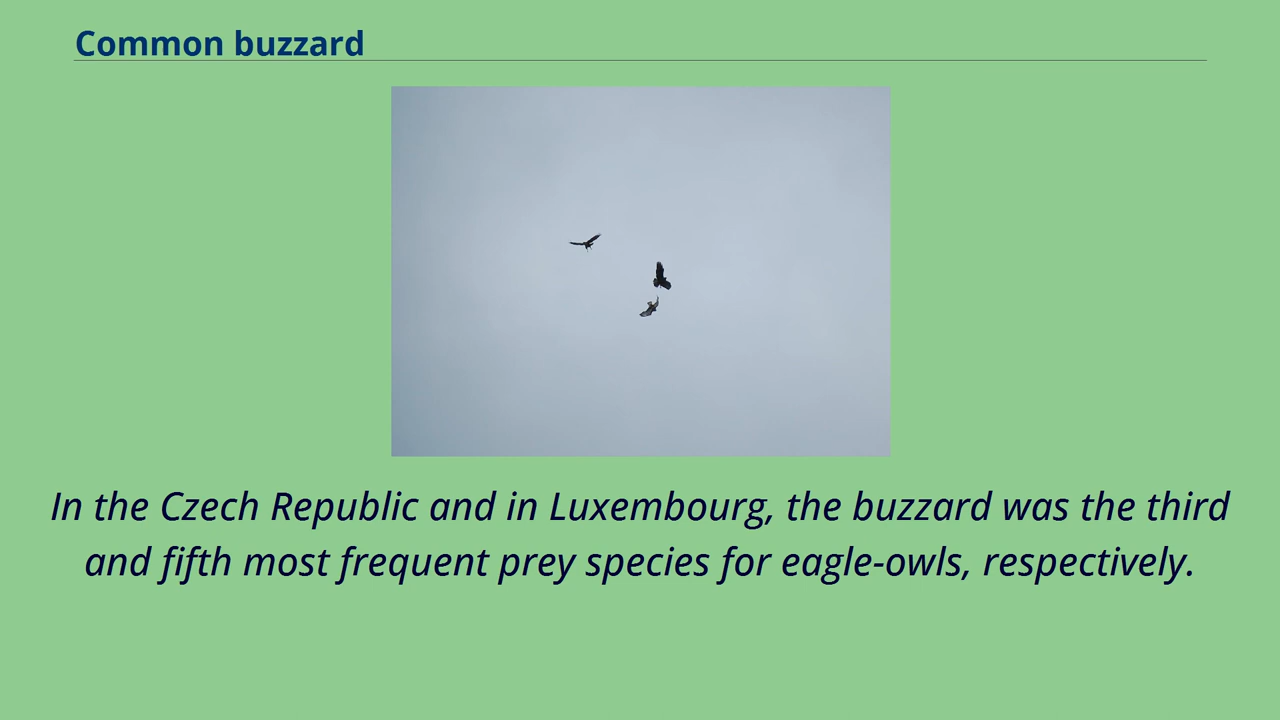 Common buzzard
In the Czech Republic and in Luxembourg, the buzzard was the third
and fifth most frequent prey species for eagle-owls, respectively.